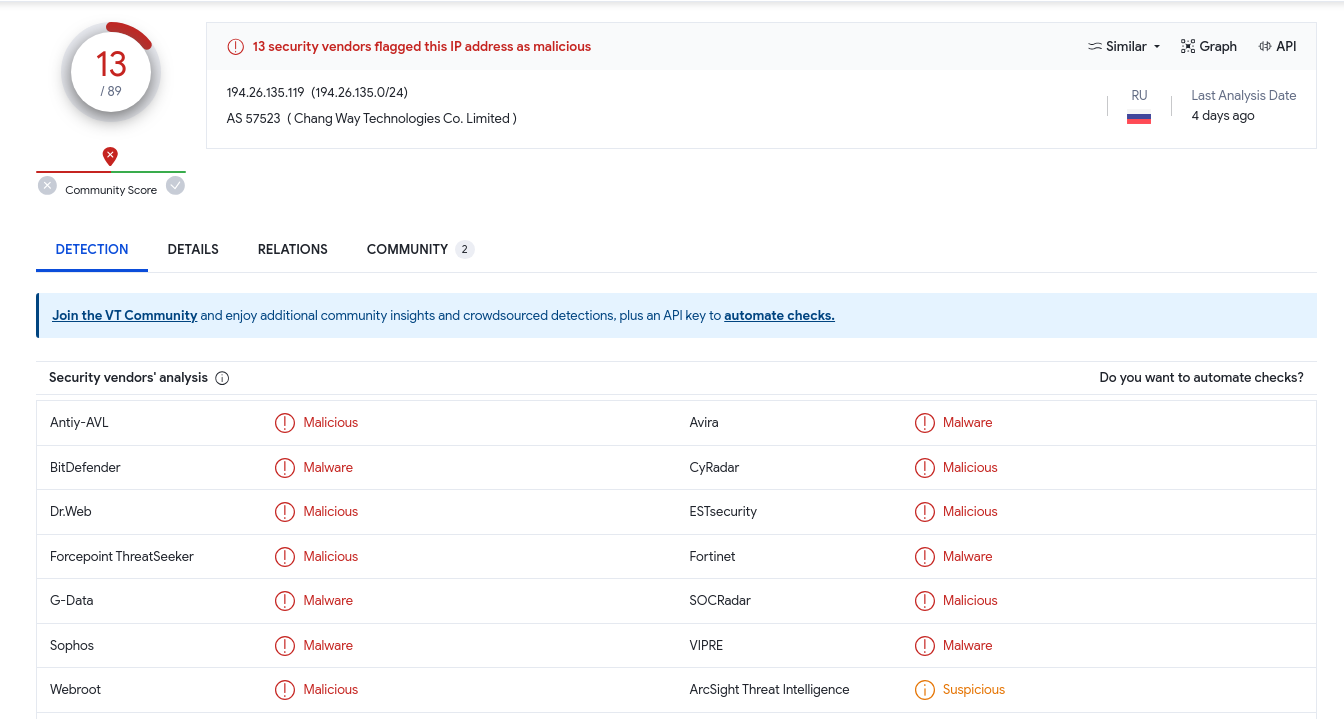 13
/ 89
Community Score
13 security vendors flagged this IP address as malicious
Similar
Graph
API
194.26.135.119 (194.26.135.0/24)
AS 57523 ( Chang Way Technologies Co. Limited )
RU
Last Analysis Date
4 days ago
DETECTION
DETAILS
RELATIONS
COMMUNITY 2
Join the VT Community and enjoy additional community insights and crowdsourced detections, plus an API key to automate checks.
Security vendors' analysis
Do you want to automate checks?
Antiy-AVL Malicious Avira Malware
BitDefender Malware CyRadar Malicious
Dr.Web Malicious ESTsecurity Malicious
Forcepoint ThreatSeeker Malicious Fortinet Malware
G-Data Malware SOCRadar Malicious
Sophos Malware VIPRE Malware
Webroot Malicious ArcSight Threat Intelligence Suspicious